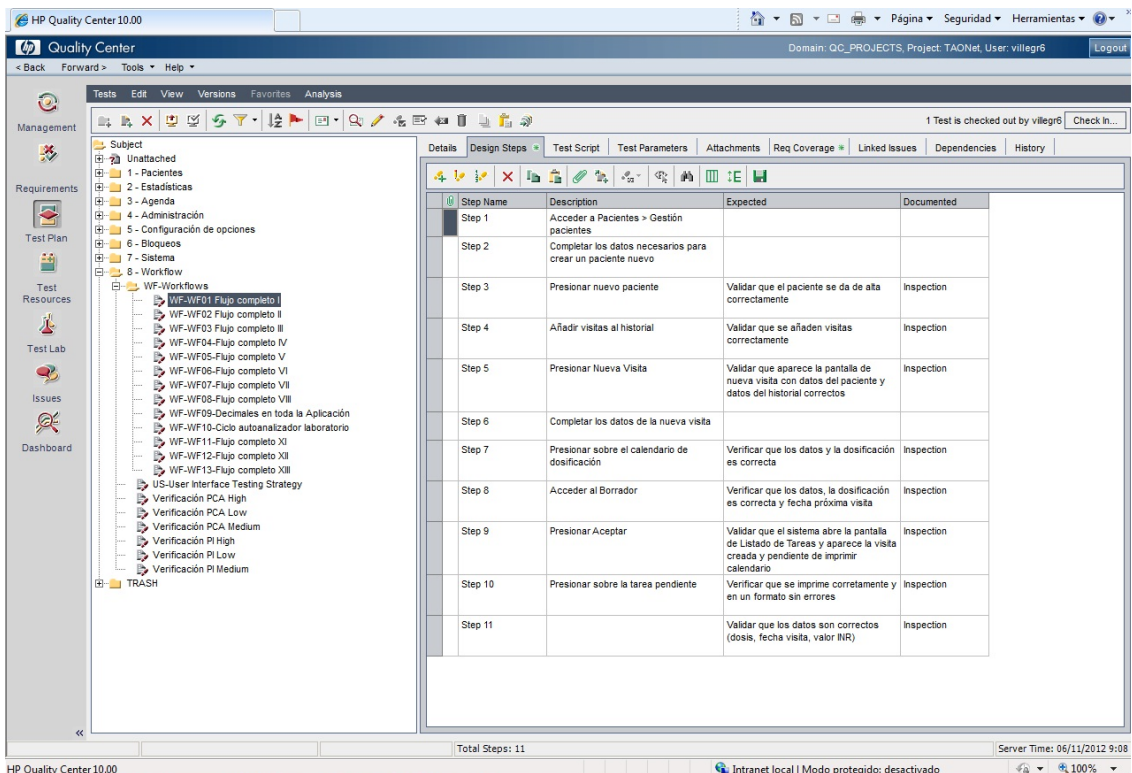 HP Quality Center 10.00
Página Seguridad Herramientas
Quality Center
Domain: QC_PROJECTS, Project: TAONet, User: villegr6 Logout
< Back Forward > Tools Help
Tests Edit View Versions Favorites Analysis
1 Test is checked out by villegr6 Check In...
Management
Requirements
Test Plan
Test
Resources
Test Lab
Issues
Dashboard
«
Subject
Unattached
1 - Pacientes
2 - Estadísticas
3 - Agenda
4 - Administración
5 - Configuración de opciones
6 - Bloqueos
7 - Sistema
8 - Workflow
WF-Workflows
WF-WF01 Flujo completo I
WF-WF02 Flujo completo II
WF-WF03 Flujo completo III
WF-WF04-Flujo completo IV
WF-WF05-Flujo completo V
WF-WF06-Flujo completo VI
WF-WF07-Flujo completo VII
WF-WF08-Flujo completo VIII
WF-WF09-Decimales en toda la Aplicación
WF-WF10-Ciclo autoanalizador laboratorio
WF-WF11-Flujo completo XI
WF-WF12-Flujo completo XII
WF-WF13-Flujo completo XIII
US-User Interface Testing Strategy
Verificación PCA High
Verificación PCA Low
Verificación PCA Medium
Verificación PI High
Verificación PI Low
Verificación PI Medium
TRASH
Details Design Steps * Test Script Test Parameters Attachments Req Coverage * Linked Issues Dependencies History
Step Name Description Expected Documented
Step 1 Acceder a Pacientes > Gestión
pacientes
Step 2 Completar los datos necesarios para
crear un paciente nuevo
Step 3 Presionar nuevo paciente Validar que el paciente se da de alta Inspection
correctamente
Step 4 Añadir visitas al historial Validar que se añaden visitas Inspection
correctamente
Step 5 Presionar Nueva Visita Validar que aparece la pantalla de Inspection
nueva visita con datos del paciente y
datos del historial correctos
Step 6 Completar los datos de la nueva visita
Step 7 Presionar sobre el calendario de Verificar que los datos y la dosificación Inspection
dosificación es correcta
Step 8 Acceder al Borrador Verificar que los datos, la dosificación Inspection
es correcta y fecha próxima visita
Step 9 Presionar Aceptar Validar que el sistema abre la pantalla Inspection
de Listado de Tareas y aparece la visita
creada y pendiente de imprimir
calendario
Step 10 Presionar sobre la tarea pendiente Verificar que se imprime corretamente y Inspection
en un formato sin errores
Step 11 Validar que los datos son correctos Inspection
(dosis, fecha visita, valor INR)
Total Steps: 11 Server Time: 06/11/2012 9:08
HP Quality Center 10.00 Intranet local | Modo protegido: desactivado 100%